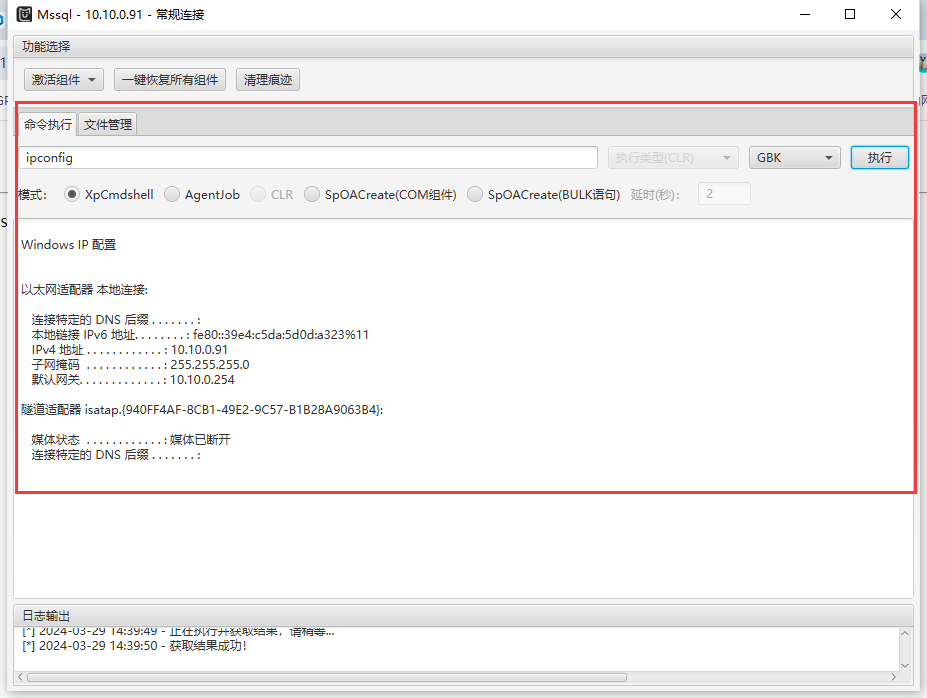 Mssql - 10.10.0.91 - 常规连接
功能选择
激活组件 一键恢复所有组件 清理痕迹
命令执行 文件管理
ipconfig 执行类型(CLR) GBK 执行
模式: XpCmdshell AgentJob CLR SpOACreate(COM组件) SpOACreate(BULK语句) 延时(秒): 2
Windows IP 配置
以太网适配器 本地连接:
连接特定的 DNS 后缀 . . . . . . . :
本地链接 IPv6 地址. . . . . . . . : fe80::39e4:c5da:5d0d:a323%11
IPv4 地址 . . . . . . . . . . . . : 10.10.0.91
子网掩码 . . . . . . . . . . . . : 255.255.255.0
默认网关. . . . . . . . . . . . . : 10.10.0.254
隧道适配器 isatap.{940FF4AF-8CB1-49E2-9C57-B1B28A9063B4}:
媒体状态 . . . . . . . . . . . . : 媒体已断开
连接特定的 DNS 后缀 . . . . . . . :
日志输出
[*] 2024-03-29 14:39:49 - 正在执行并获取结果，请稍等...
[*] 2024-03-29 14:39:50 - 获取结果成功！